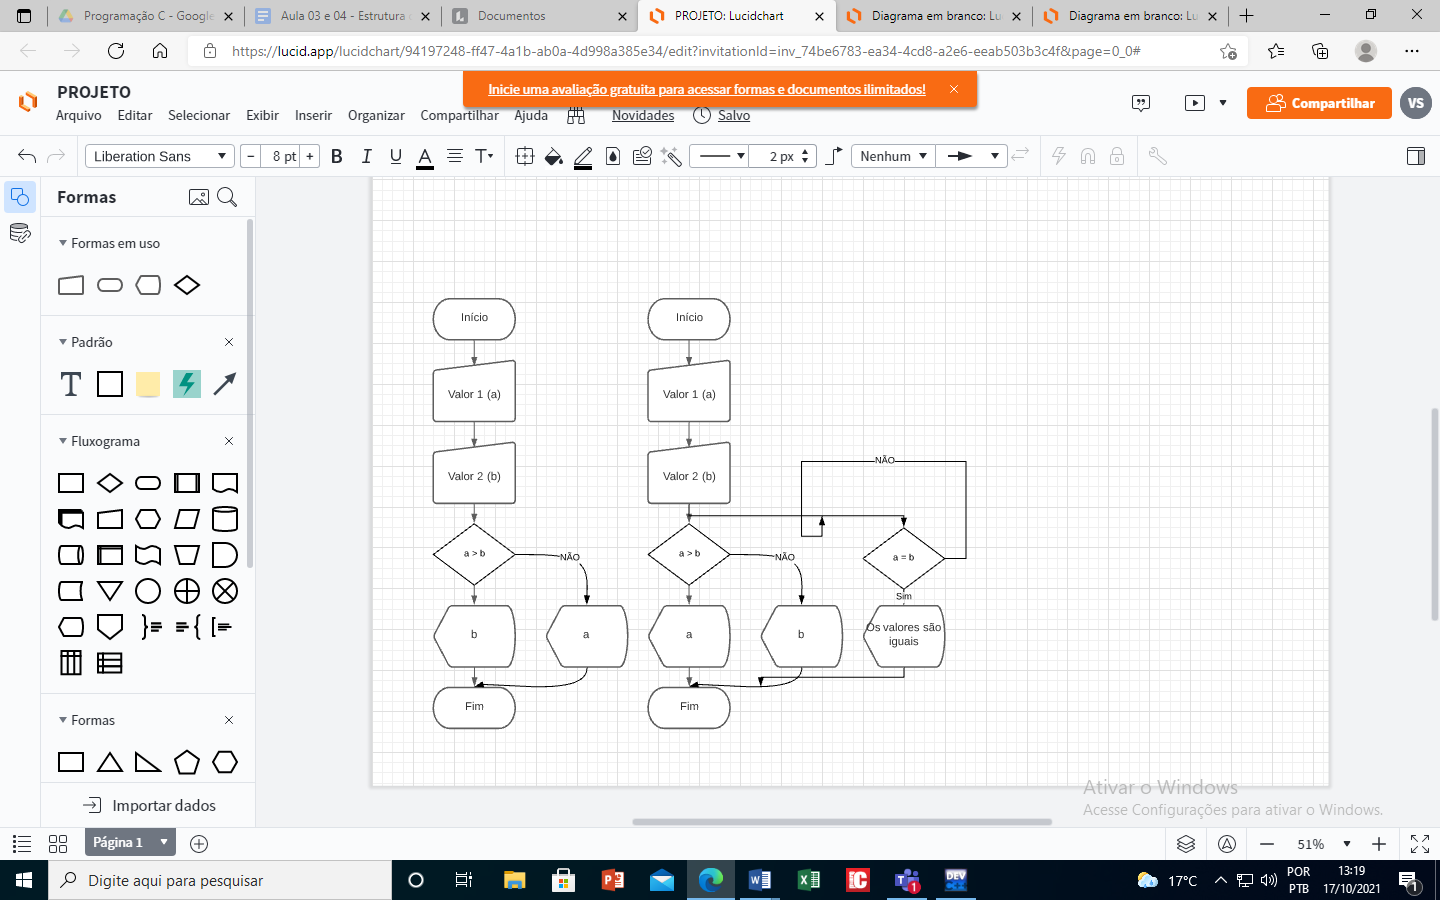 Programação C - Google
Aula 03 e 04 - Estrutura
Documentos
PROJETO: Lucidchart
Diagrama em branco: Lu
Diagrama em branco: Lu
https://lucid.app/lucidchart/94197248-ff47-4a1b-ab0a-4d998a385e34/edit?invitationId=inv_74be6783-ea34-4cd8-a2e6-eeab503b3c4f&page=0_0#
Inicie uma avaliação gratuita para acessar formas e documentos ilimitados!
PROJETO
Arquivo Editar Selecionar Exibir Inserir Organizar Compartilhar Ajuda Novidades Salvo
Compartilhar
VS
Liberation Sans
8 pt
B I U A T
2 px
Nenhum
Formas
Formas em uso
Padrão
T
Fluxograma
Formas
Importar dados
Início
Valor 1 (a)
Valor 2 (b)
a > b
NÃO
b
a
Fim
Início
Valor 1 (a)
Valor 2 (b)
a > b
NÃO
a
b
Fim
NÃO
a = b
Sim
Os valores são
iguais
Ativar o Windows
Acesse Configurações para ativar o Windows.
Página 1
51%
Digite aqui para pesquisar
17°C
POR
PTB
13:19
17/10/2021
1